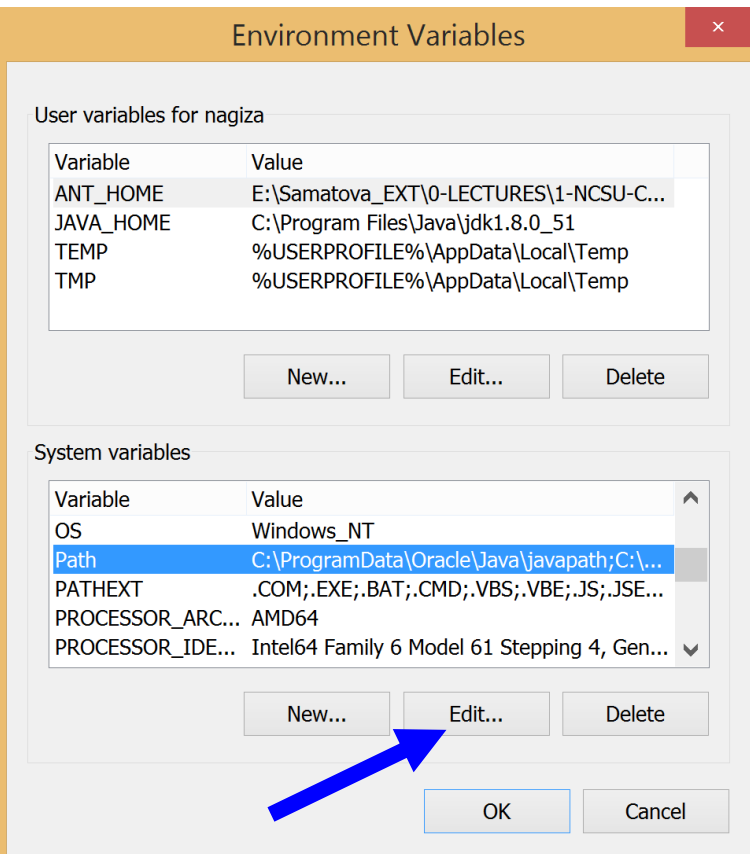 Environment Variables
User variables for nagiza
Variable Value
ANT_HOME E:\Samatova_EXT\0-LECTURES\1-NCSU-C...
JAVA_HOME C:\Program Files\Java\jdk1.8.0_51
TEMP %USERPROFILE%\AppData\Local\Temp
TMP %USERPROFILE%\AppData\Local\Temp
New... Edit... Delete
System variables
Variable Value
OS Windows_NT
Path C:\ProgramData\Oracle\Java\javapath;C:\...
PATHEXT .COM;.EXE;.BAT;.CMD;.VBS;.VBE;.JS;.JSE...
PROCESSOR_ARC... AMD64
PROCESSOR_IDE... Intel64 Family 6 Model 61 Stepping 4, Gen...
New... Edit... Delete
OK Cancel